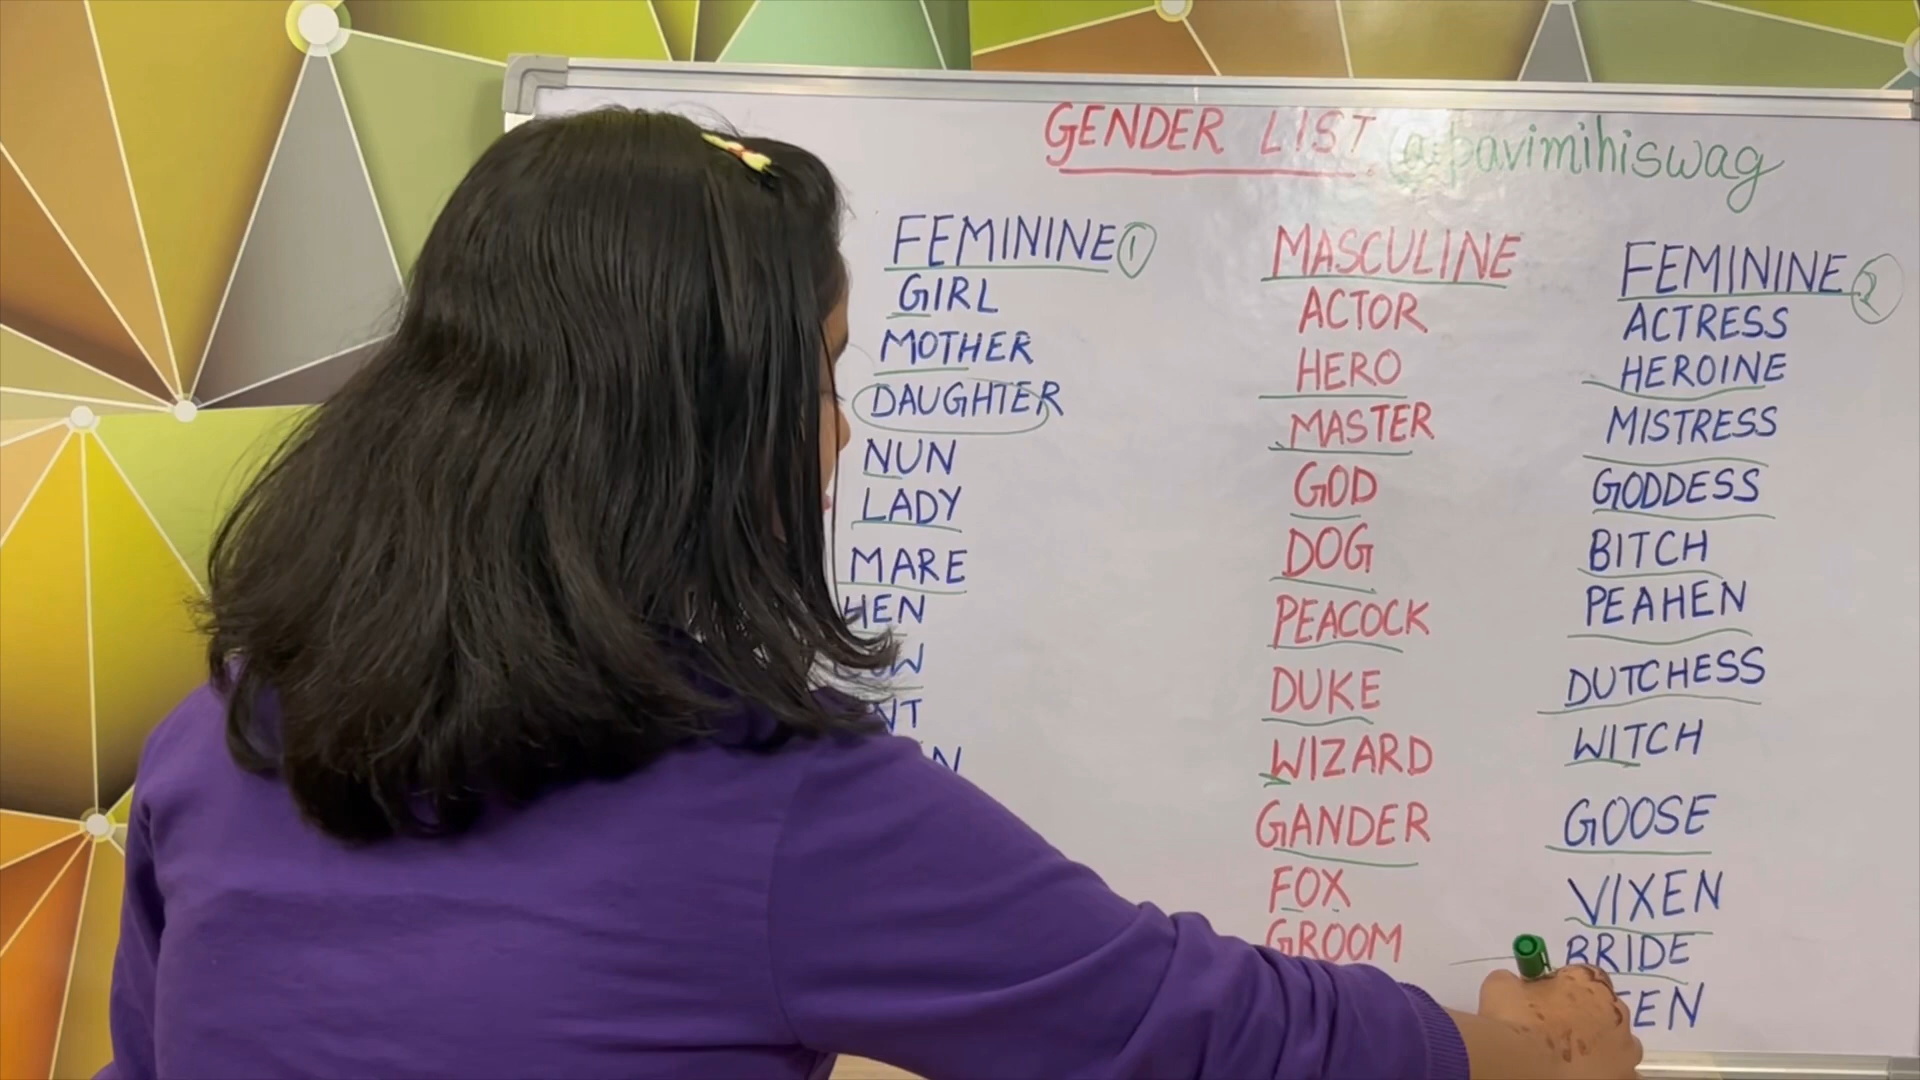 GENDER LIST @pavimihiswag
FEMININE 1
GIRL
MOTHER
DAUGHTER
NUN
LADY
MARE
HEN
MASCULINE
ACTOR
HERO
MASTER
GOD
DOG
PEACOCK
DUKE
WIZARD
GANDER
FOX
GROOM
FEMININE 2
ACTRESS
HEROINE
MISTRESS
GODDESS
BITCH
PEAHEN
DUTCHESS
WITCH
GOOSE
VIXEN
BRIDE